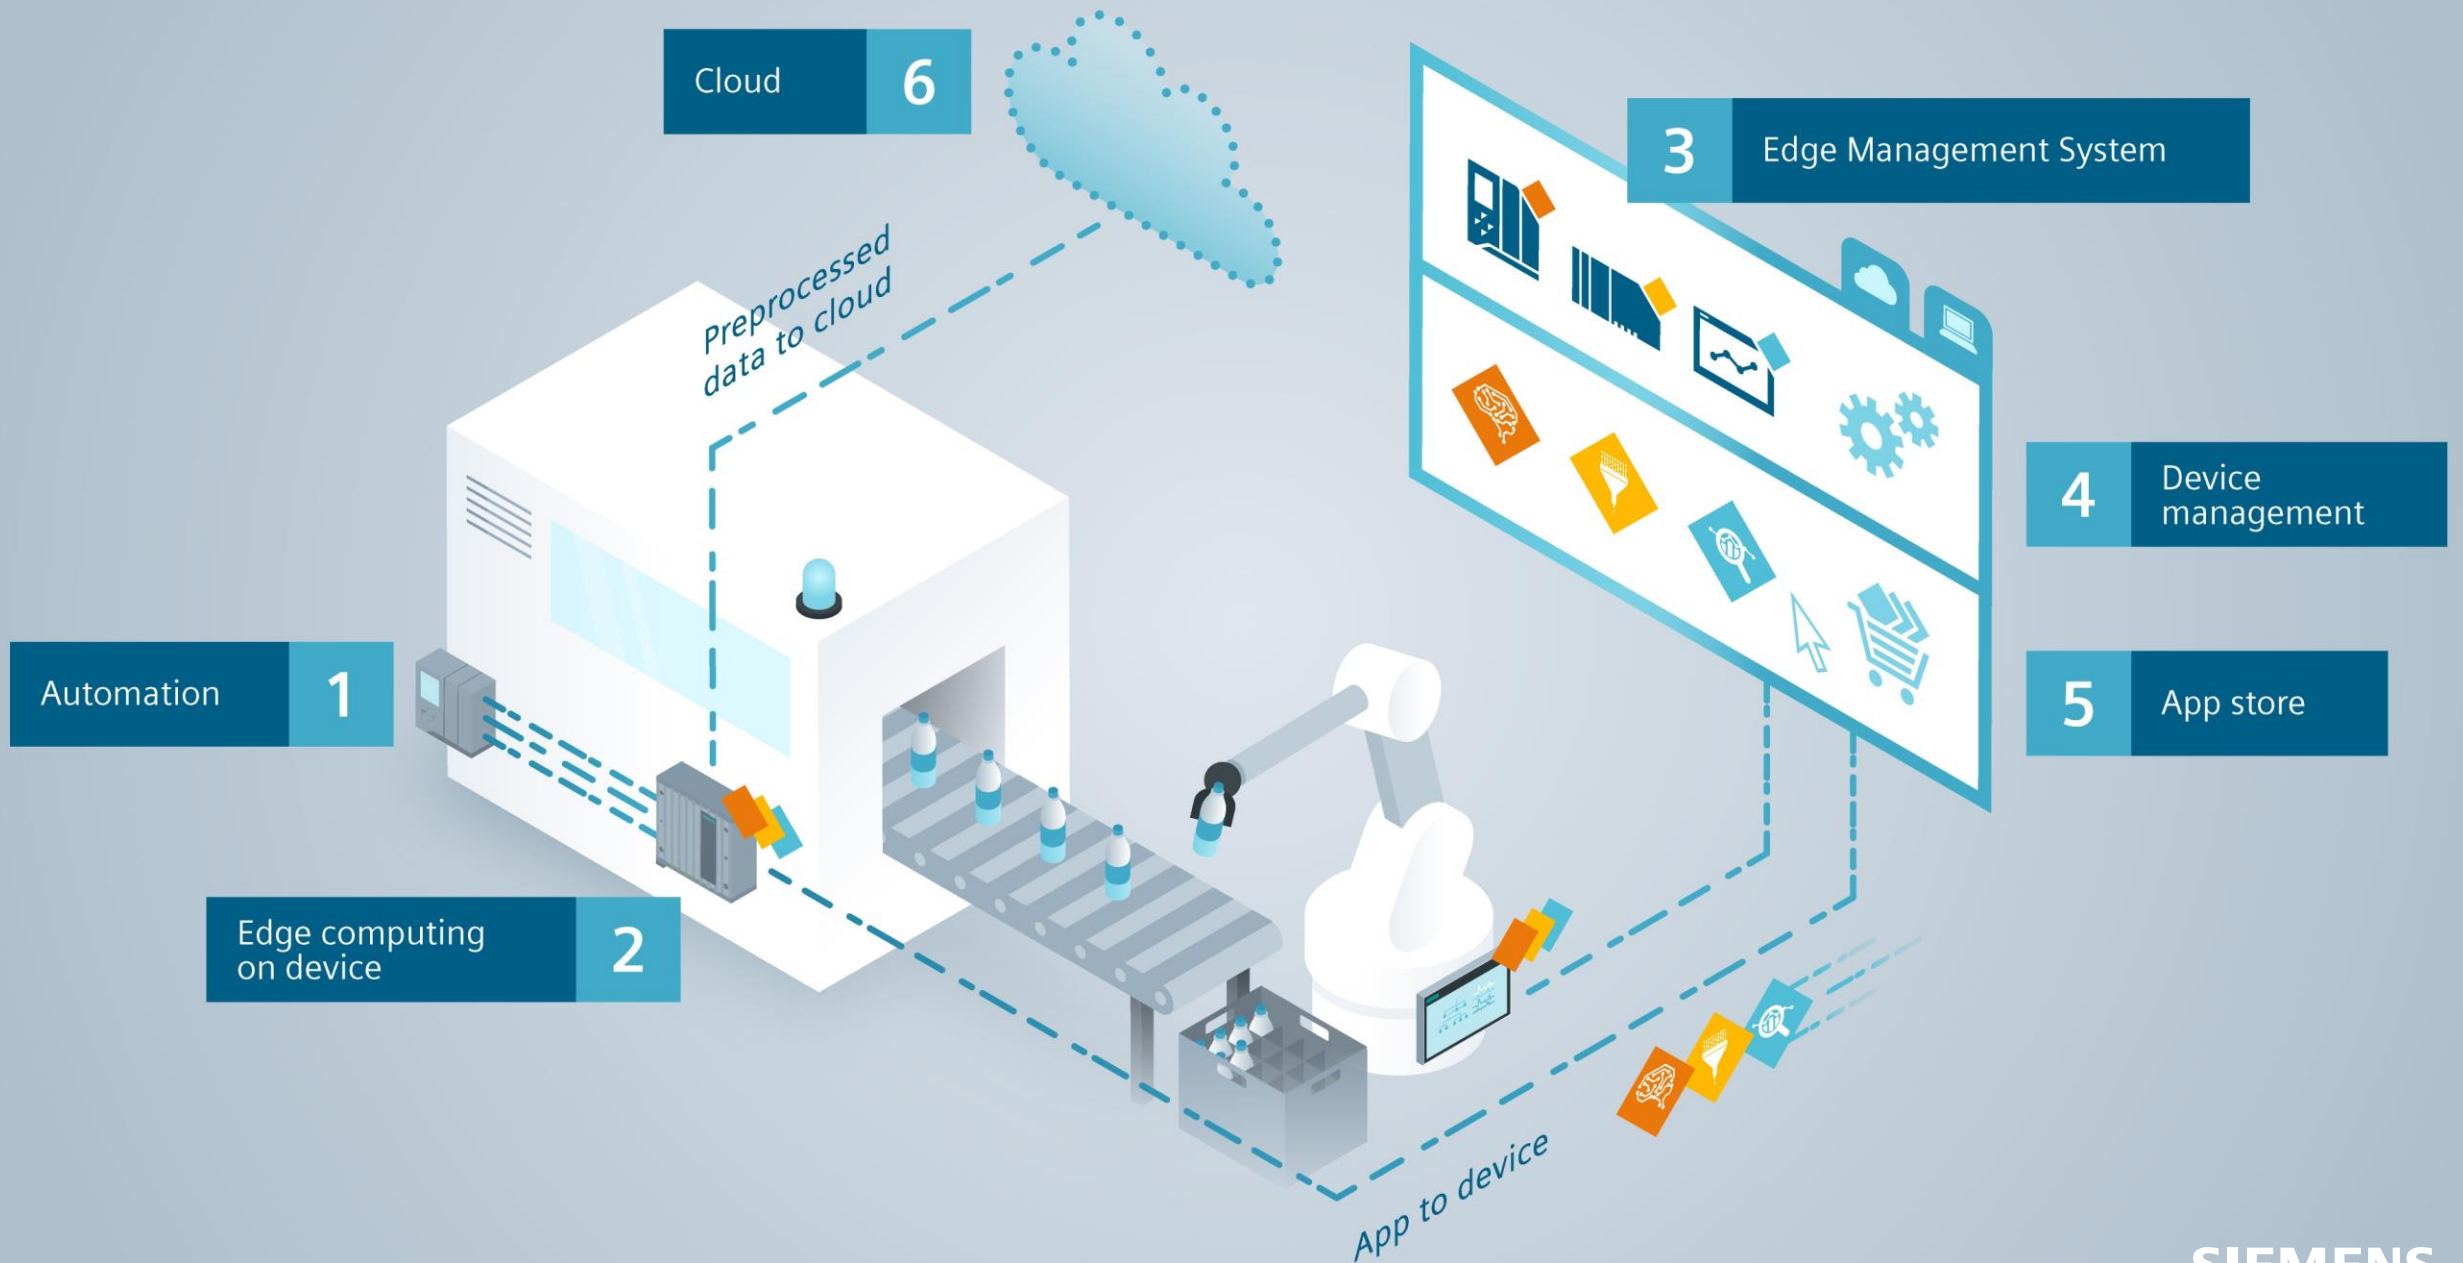 Cloud
6
3
Edge Management System
Preprocessed
data to cloud
4
Device
management
Automation
1
5
App store
Edge computing
on device
2
App to device
SIEMENS